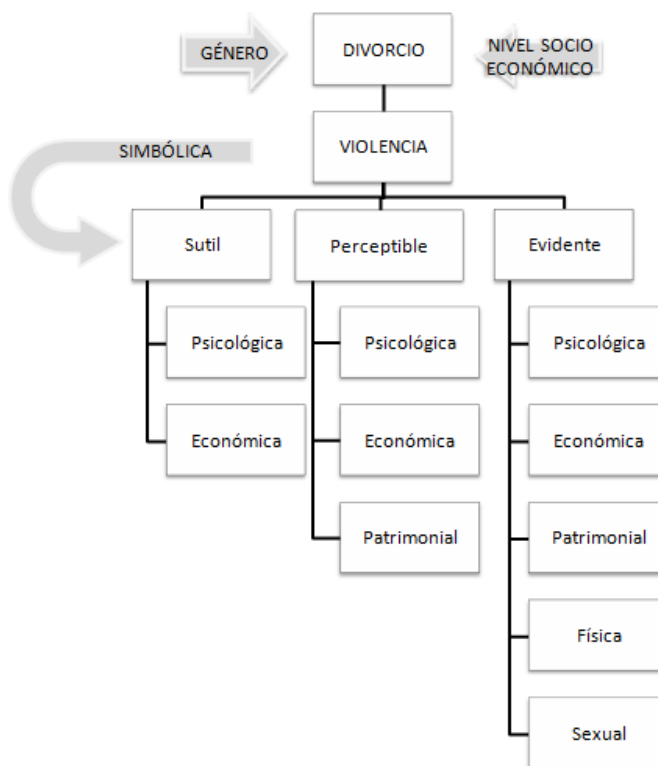 GÉNERO
DIVORCIO
NIVEL SOCIO
ECONÓMICO
SIMBÓLICA
VIOLENCIA
Sutil
Perceptible
Evidente
Psicológica
Psicológica
Psicológica
Económica
Económica
Económica
Patrimonial
Patrimonial
Física
Sexual